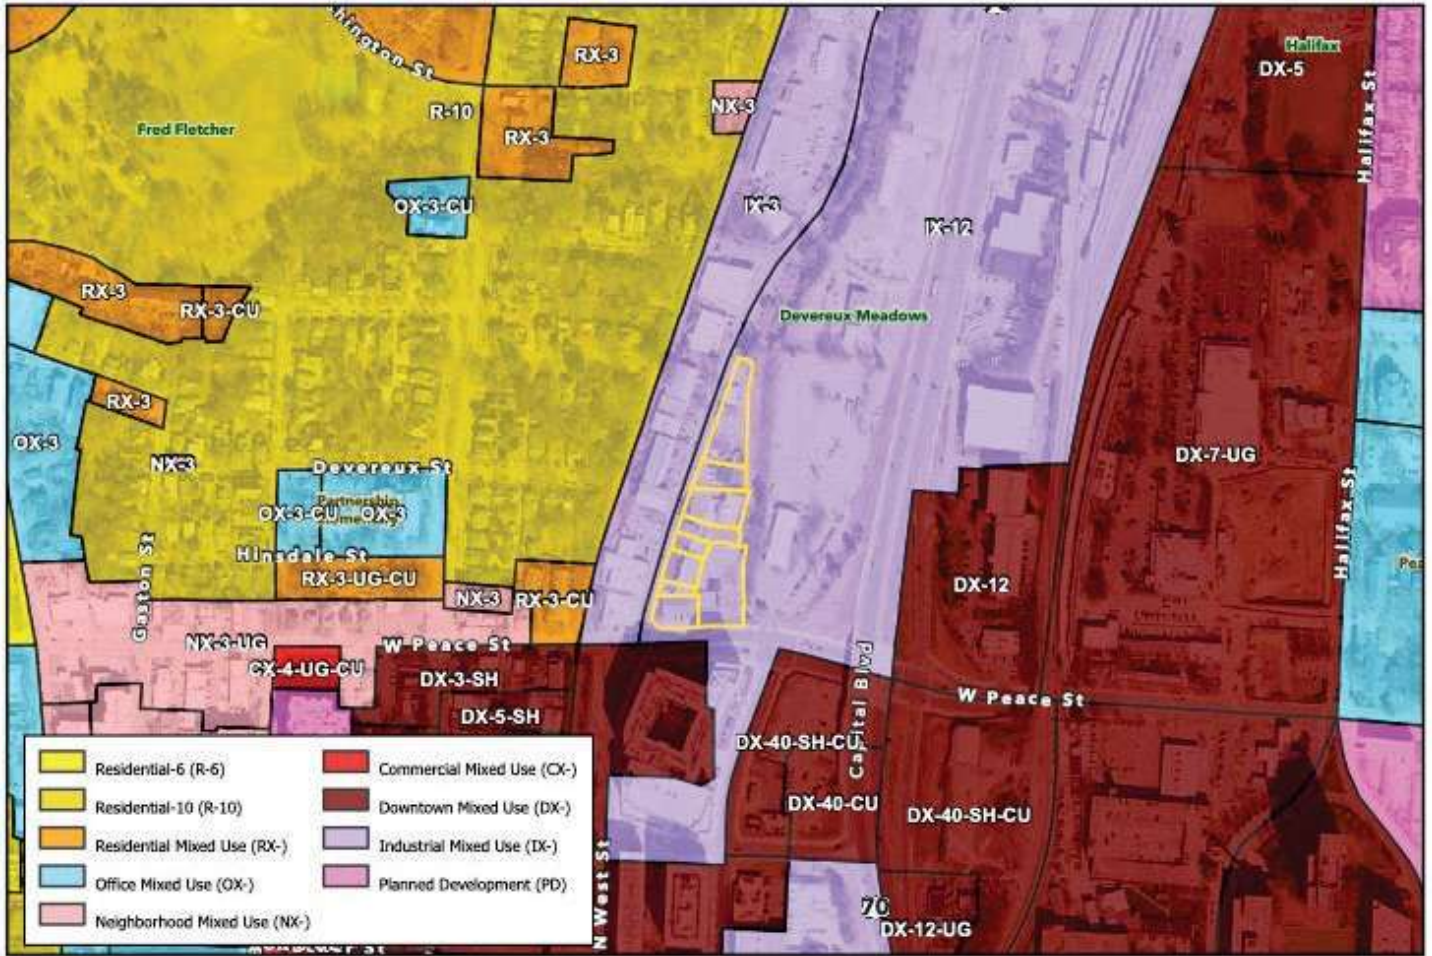 hington St
RX-3
Halifax
DX-5
NX-3
R-10
Fred Fletcher
RX-3
Halifax St
OX-3-CU
IX-3
IX-12
RX-3
RX-3-CU
Devereux Meadows
RX-3
OX-3
NX-3
Devereux St
DX-7-UG
Partnership
OX-3-CU
OX-3
Halifax St
Hinsdale St
RX-3-UG-CU
Gaston St
NX-3
RX-3-CU
DX-12
Pea
NX-3-UG
W Peace St
CX-4-UG-CU
DX-3-SH
DX-5-SH
W Peace St
Capital Blvd
DX-40-SH-CU
DX-40-CU
DX-40-SH-CU
N West St
70
DX-12-UG
Residential-6 (R-6)
Residential-10 (R-10)
Residential Mixed Use (RX-)
Office Mixed Use (OX-)
Neighborhood Mixed Use (NX-)
Commercial Mixed Use (CX-)
Downtown Mixed Use (DX-)
Industrial Mixed Use (IX-)
Planned Development (PD)